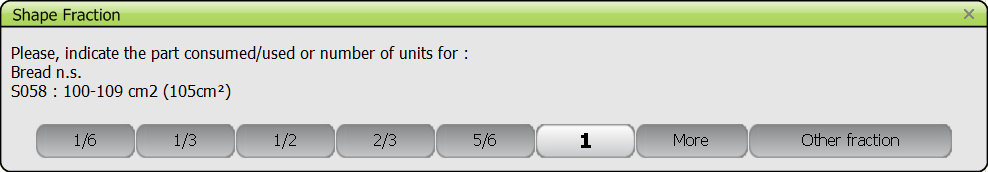 Shape Fraction
Please, indicate the part consumed/used or number of units for :
Bread n.s.
S058 : 100-109 cm2 (105cm²)
1/6 1/3 1/2 2/3 5/6 1 More Other fraction